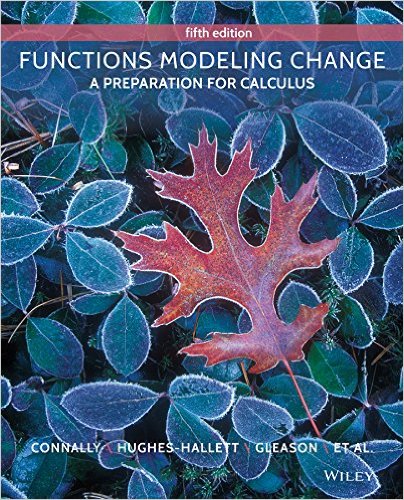 fifth edition
FUNCTIONS MODELING CHANGE
A PREPARATION FOR CALCULUS
CONNALLY \ HUGHES-HALLETT \ GLEASON \ ET AL.
WILEY